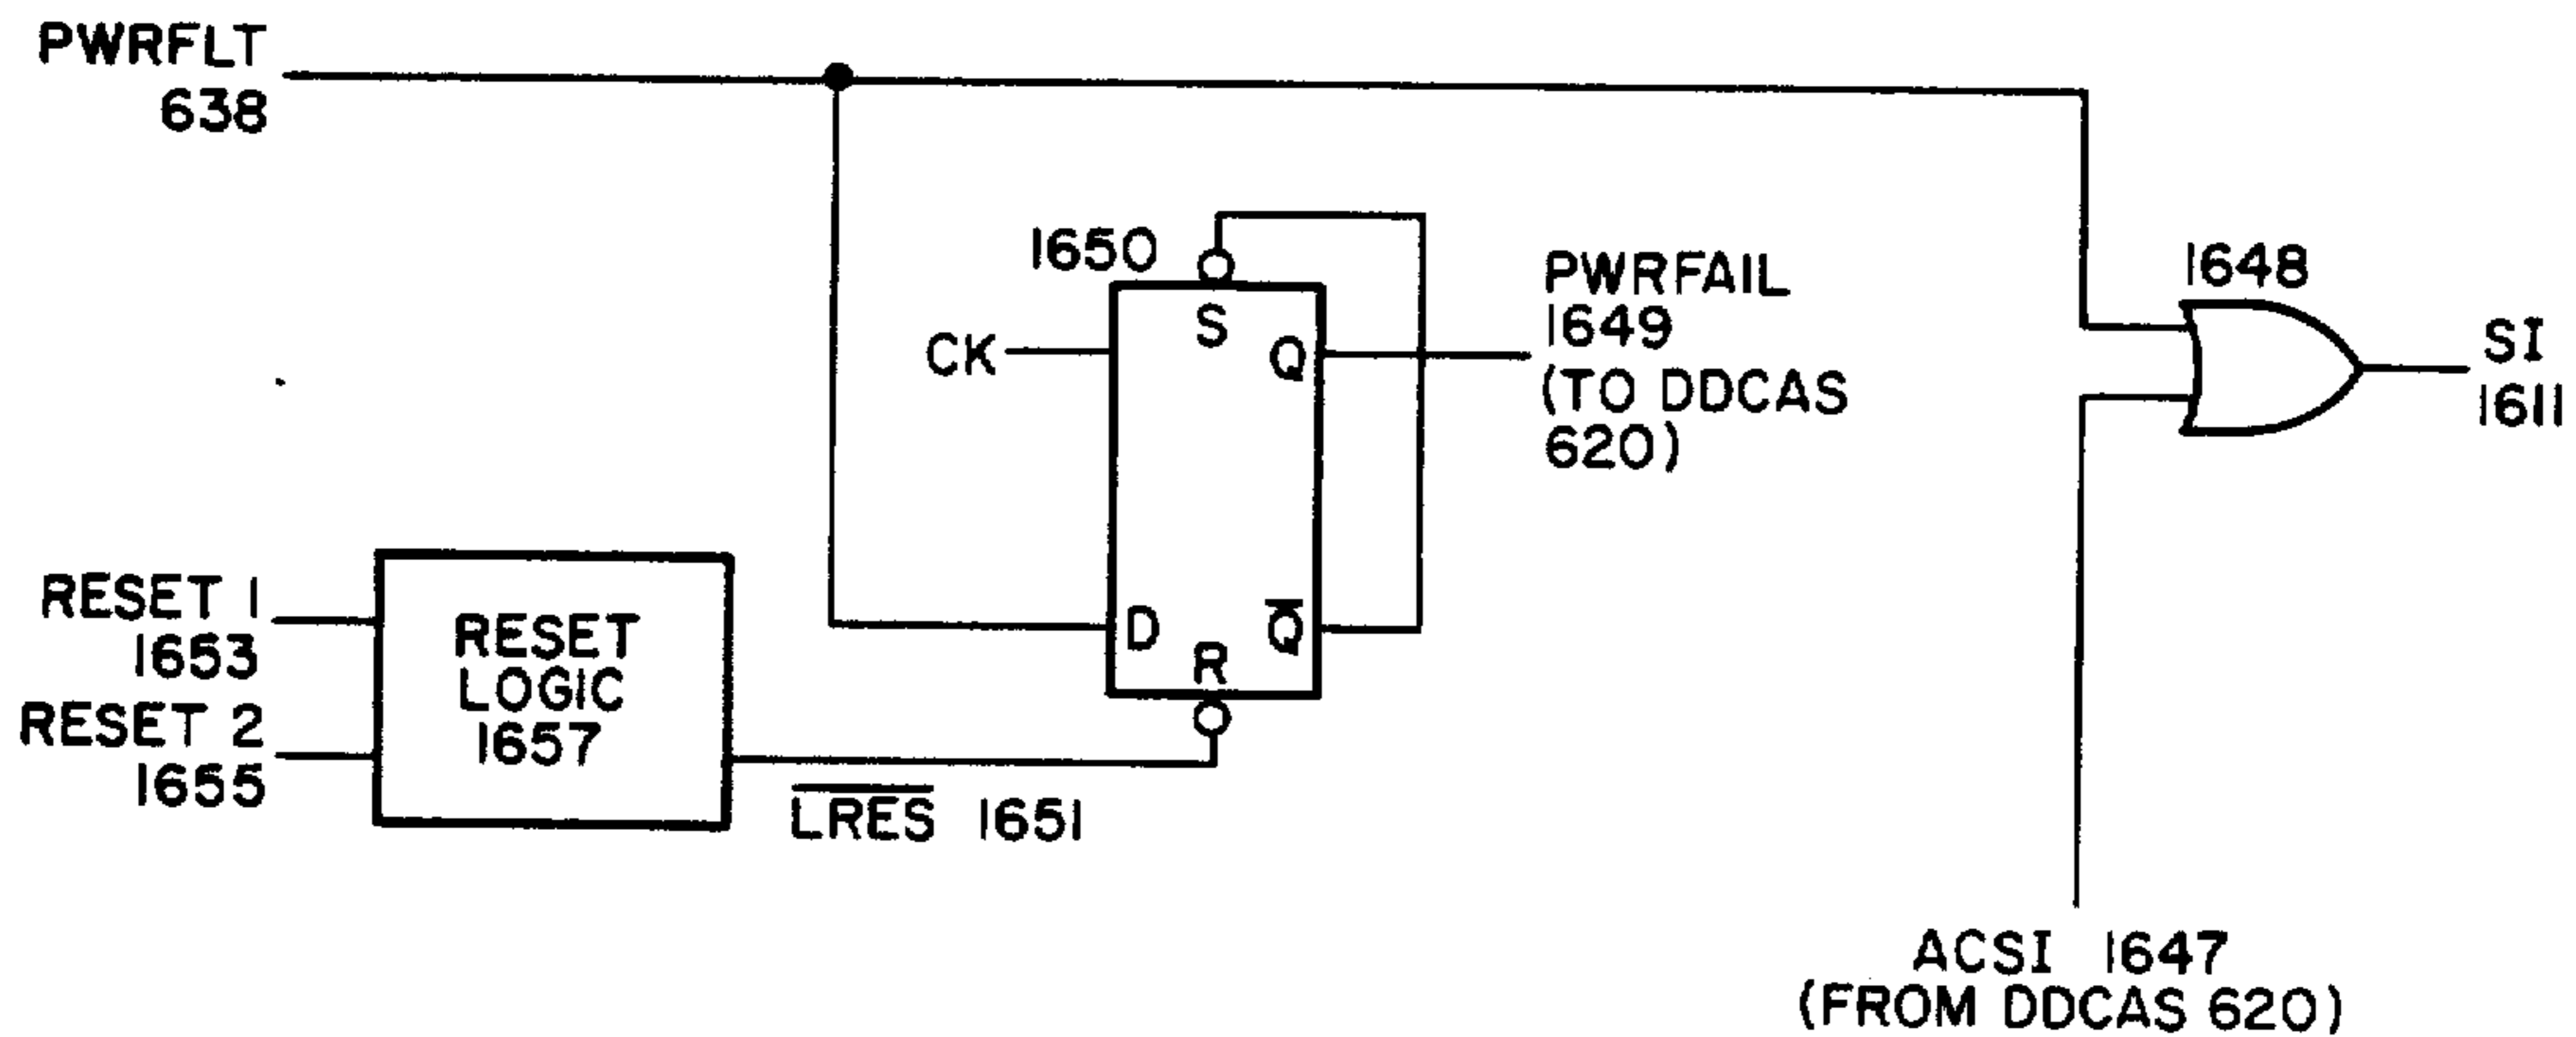 PWRFLT
638
1650
S
CK
Q
D
R
Q̅
PWRFAIL
1649
(TO DDCAS
620)
1648
SI
1611
RESET 1
1653
RESET 2
1655
RESET
LOGIC
1657
L̅R̅E̅S̅ 1651
ACSI 1647
(FROM DDCAS 620)